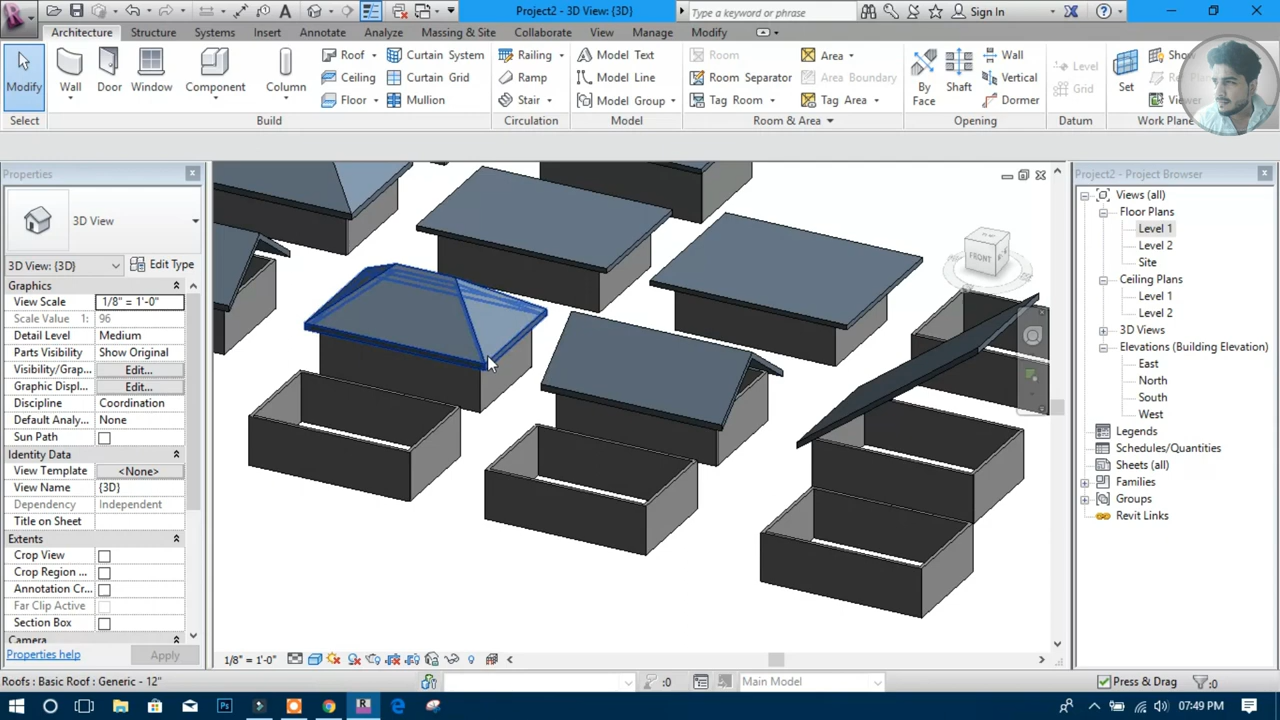 Project2 - 3D View: {3D}
Type a keyword or phrase
Sign In
Architecture Structure Systems Insert Annotate Analyze Massing & Site Collaborate View Manage Modify
Modify
Wall
Door
Window
Component
Column
Roof
Ceiling
Floor
Curtain System
Curtain Grid
Mullion
Railing
Ramp
Stair
Model Text
Model Line
Model Group
Room
Room Separator
Tag Room
Area
Area Boundary
Tag Area
By Face
Shaft
Wall
Vertical
Dormer
Level
Grid
Set
Show
Viewer
Select Build Circulation Model Room & Area Opening Datum Work Plane
Properties
3D View
3D View: {3D}
Edit Type
Graphics
View Scale 1/8" = 1'-0"
Scale Value 1: 96
Detail Level Medium
Parts Visibility Show Original
Visibility/Grap... Edit...
Graphic Displ... Edit...
Discipline Coordination
Default Analy... None
Sun Path
Identity Data
View Template <None>
View Name {3D}
Dependency Independent
Title on Sheet
Extents
Crop View
Crop Region ...
Annotation Cr...
Far Clip Active
Section Box
Camera
Properties help
Apply
FRONT
Project2 - Project Browser
Views (all)
Floor Plans
Level 1
Level 2
Site
Ceiling Plans
Level 1
Level 2
3D Views
Elevations (Building Elevation)
East
North
South
West
Legends
Schedules/Quantities
Sheets (all)
Families
Groups
Revit Links
1/8" = 1'-0"
Roofs : Basic Roof : Generic - 12"
:0
Main Model
Press & Drag
:0
07:49 PM